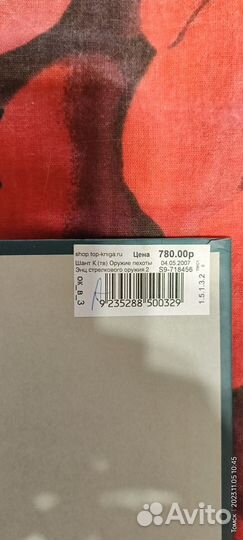 shop.top-kniga.ru Цена 780.00р
Шант К (тв) Оружие пехоты 04.05.2007
Энц стрелкового оружия 2 S9-718456
ОК_В_3
9 235288 500329
1.5.1.3.2
Томск 2023.11.05 10:45
Avito